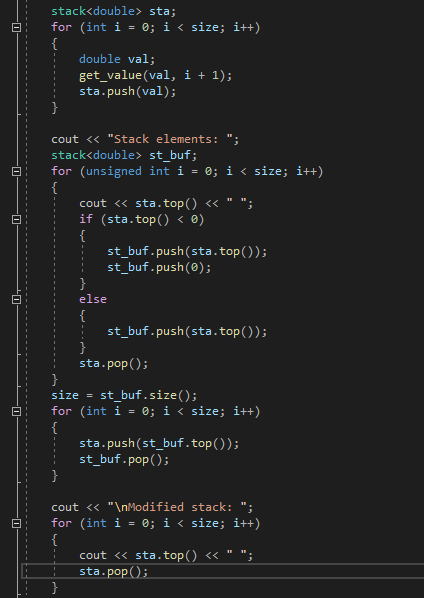 stack<double> sta;
for (int i = 0; i < size; i++)
{
    double val;
    get_value(val, i + 1);
    sta.push(val);
}

cout << "Stack elements: ";
stack<double> st_buf;
for (unsigned int i = 0; i < size; i++)
{
    cout << sta.top() << " ";
    if (sta.top() < 0)
    {
        st_buf.push(sta.top());
        st_buf.push(0);
    }
    else
    {
        st_buf.push(sta.top());
    }
    sta.pop();
}
size = st_buf.size();
for (int i = 0; i < size; i++)
{
    sta.push(st_buf.top());
    st_buf.pop();
}

cout << "\nModified stack: ";
for (int i = 0; i < size; i++)
{
    cout << sta.top() << " ";
    sta.pop();
}